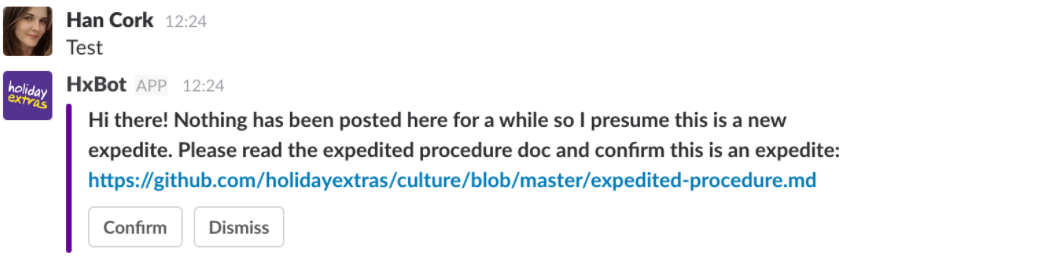 Han Cork 12:24
Test
holiday
extras
HxBot APP 12:24
Hi there! Nothing has been posted here for a while so I presume this is a new
expedite. Please read the expedited procedure doc and confirm this is an expedite:
https://github.com/holidayextras/culture/blob/master/expedited-procedure.md
Confirm Dismiss